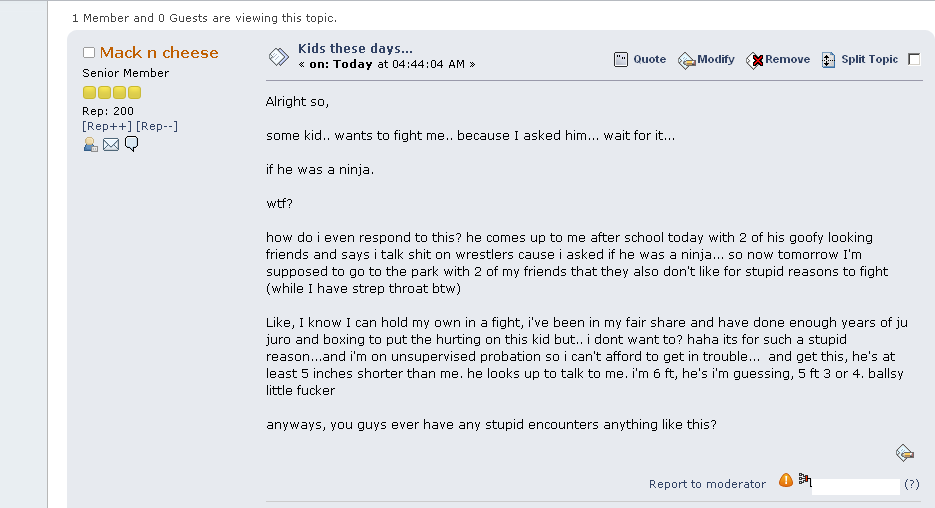 1 Member and 0 Guests are viewing this topic.
Mack n cheese
Senior Member
Rep: 200
[Rep++] [Rep--]
Kids these days...
« on: Today at 04:44:04 AM »
Quote Modify Remove Split Topic
Alright so,
some kid.. wants to fight me.. because I asked him... wait for it...
if he was a ninja.
wtf?
how do i even respond to this? he comes up to me after school today with 2 of his goofy looking
friends and says i talk shit on wrestlers cause i asked if he was a ninja... so now tomorrow I'm
supposed to go to the park with 2 of my friends that they also don't like for stupid reasons to fight
(while I have strep throat btw)
Like, I know I can hold my own in a fight, i've been in my fair share and have done enough years of ju
juro and boxing to put the hurting on this kid but.. i dont want to? haha its for such a stupid
reason...and i'm on unsupervised probation so i can't afford to get in trouble...  and get this, he's at
least 5 inches shorter than me. he looks up to talk to me. i'm 6 ft, he's i'm guessing, 5 ft 3 or 4. ballsy
little fucker
anyways, you guys ever have any stupid encounters anything like this?
Report to moderator (?)